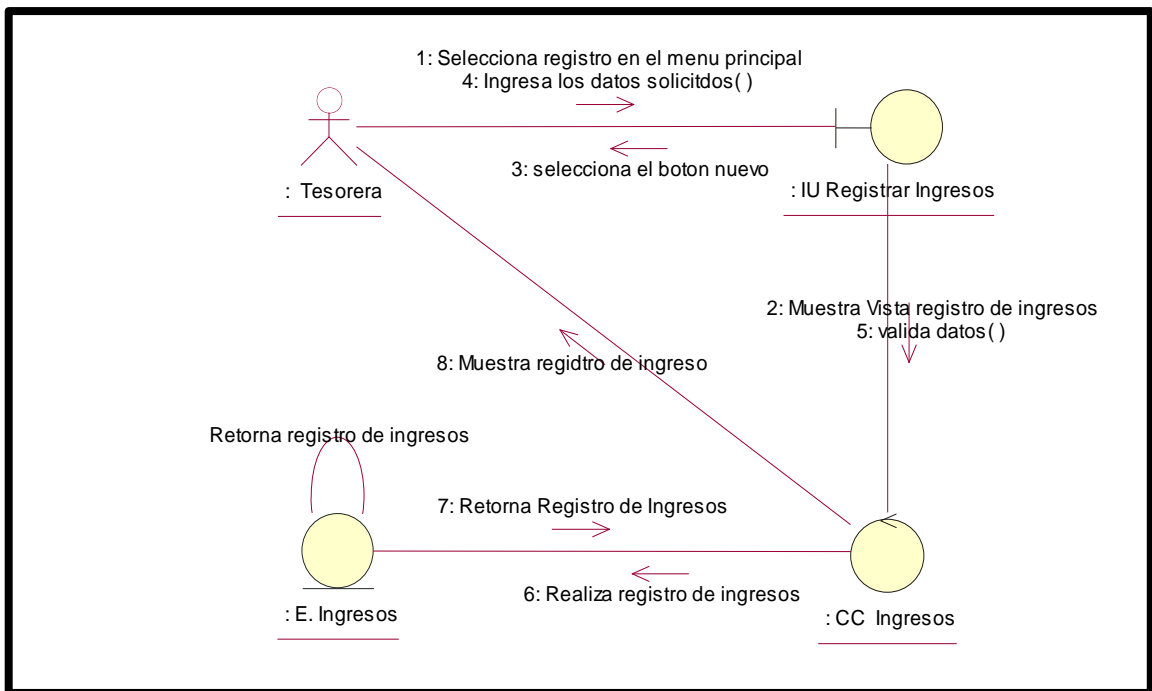 1: Selecciona registro en el menu principal
4: Ingresa los datos solicitdos( )
3: selecciona el boton nuevo
: Tesorera
: IU Registrar Ingresos
2: Muestra Vista registro de ingresos
5: valida datos( )
8: Muestra regidtro de ingreso
Retorna registro de ingresos
7: Retorna Registro de Ingresos
6: Realiza registro de ingresos
: E. Ingresos
: CC Ingresos